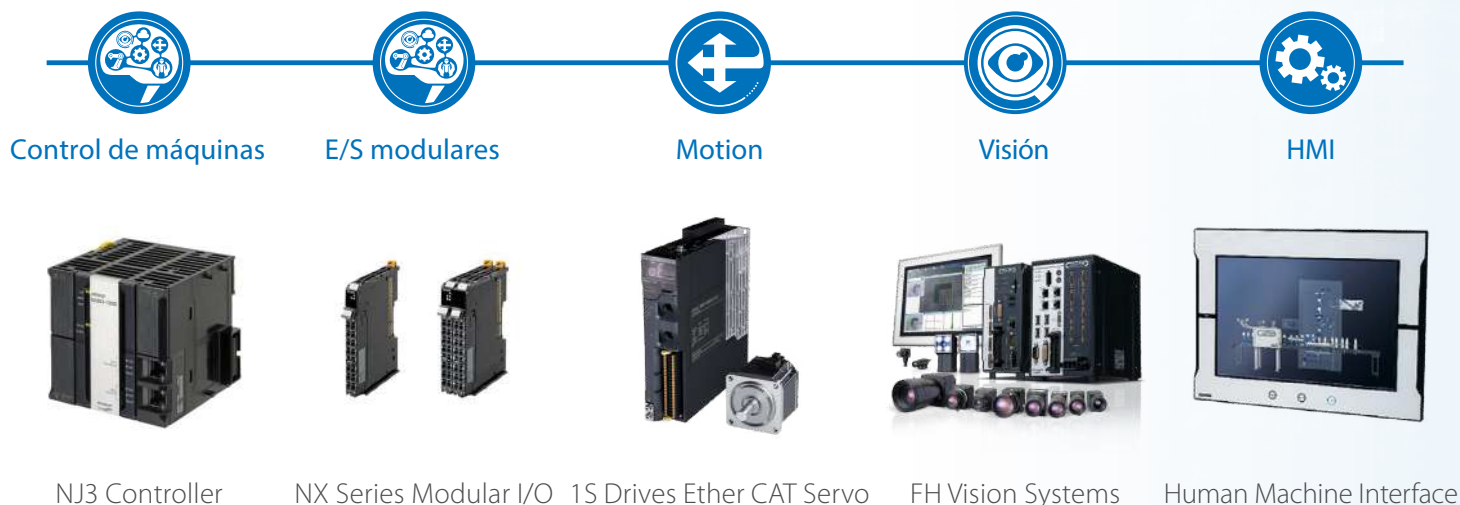 Control de máquinas
E/S modulares
Motion
Visión
HMI
NJ3 Controller
NX Series Modular I/O
1S Drives Ether CAT Servo
FH Vision Systems
Human Machine Interface